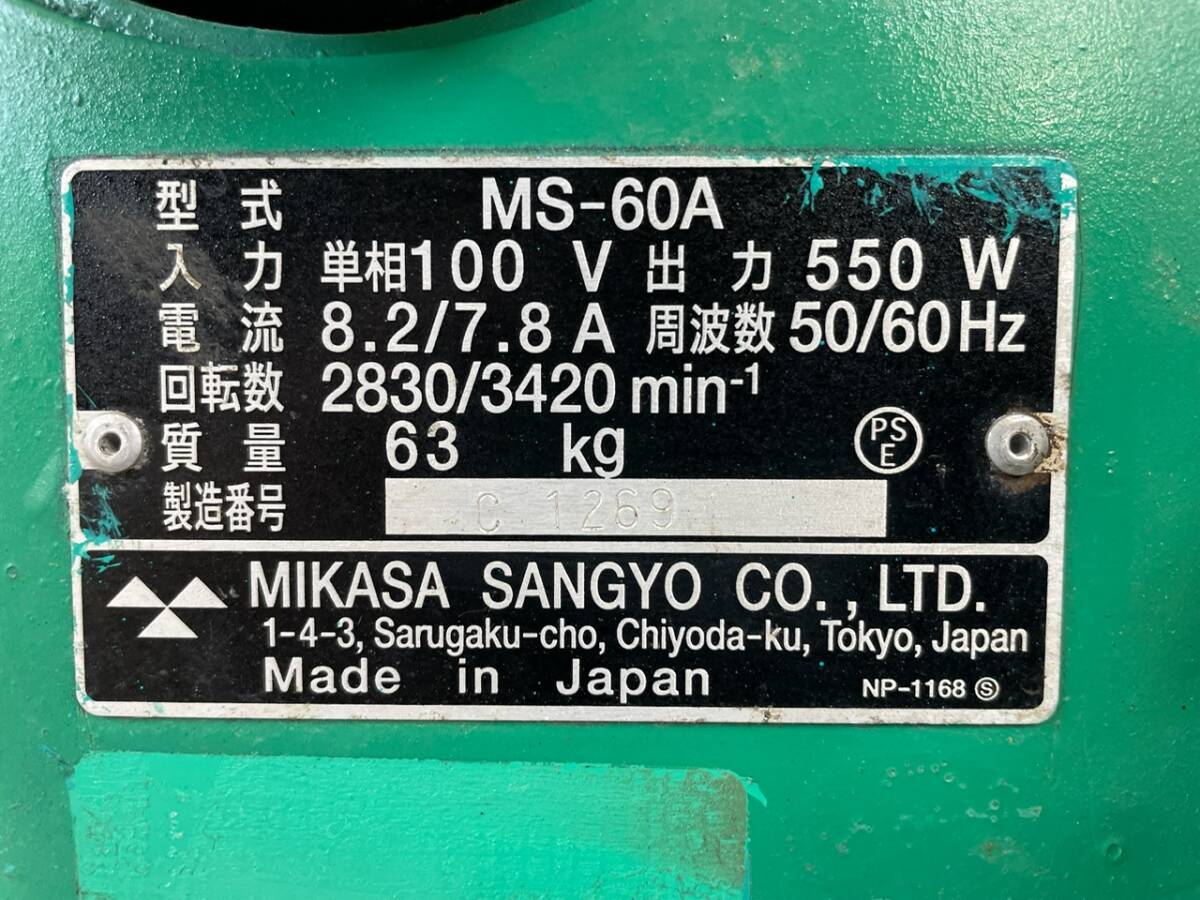 型式 MS-60A
入力 単相100 V 出力 550 W
電流 8.2/7.8 A 周波数 50/60Hz
回転数 2830/3420 min-1
質量 63 kg
PS
E
製造番号 C 1269
MIKASA SANGYO CO., LTD.
1-4-3, Sarugaku-cho, Chiyoda-ku, Tokyo, Japan
Made in Japan NP-1168 Ⓢ